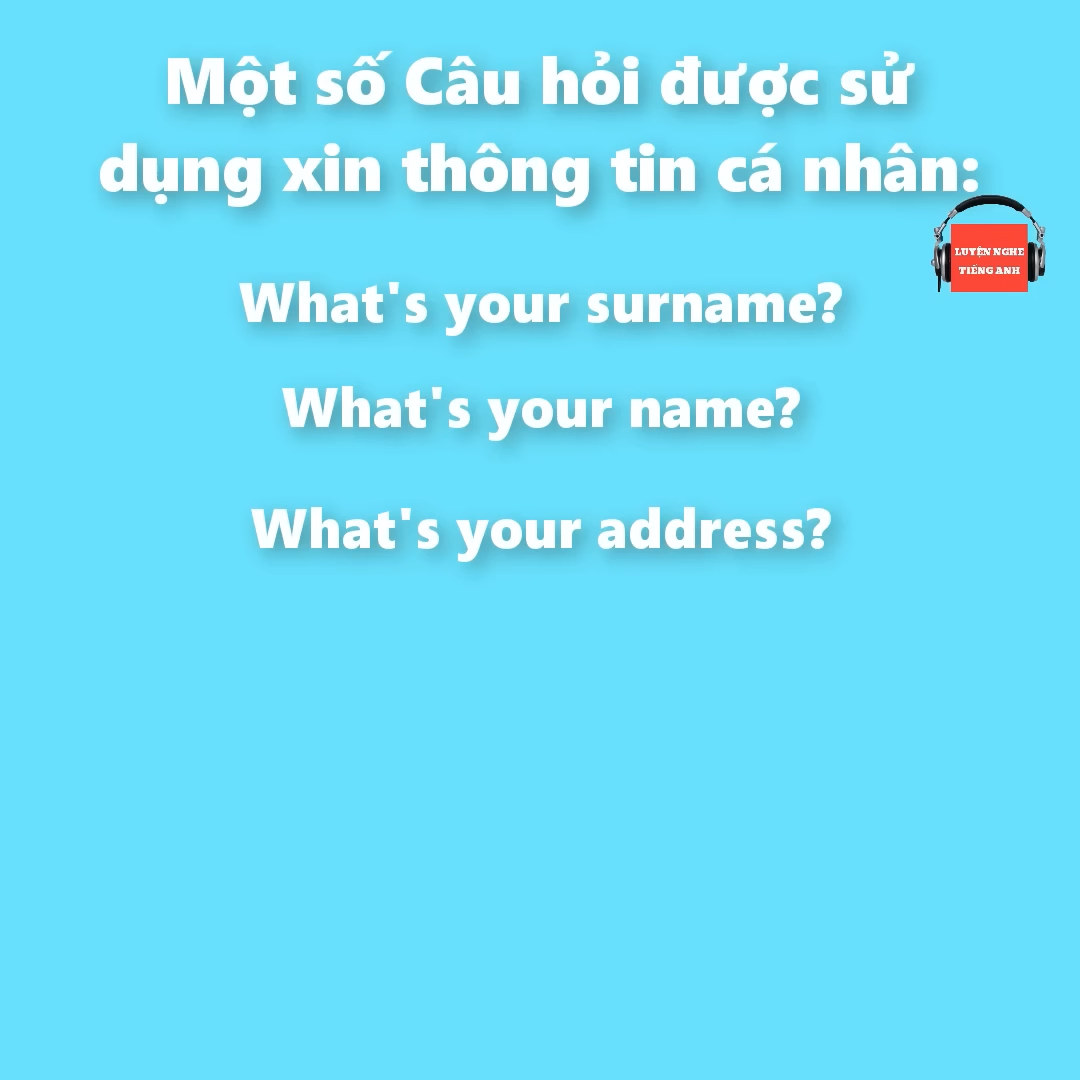 Một số Câu hỏi được sử
dụng xin thông tin cá nhân:
LUYỆN NGHE
TIẾNG ANH
What's your surname?
What's your name?
What's your address?